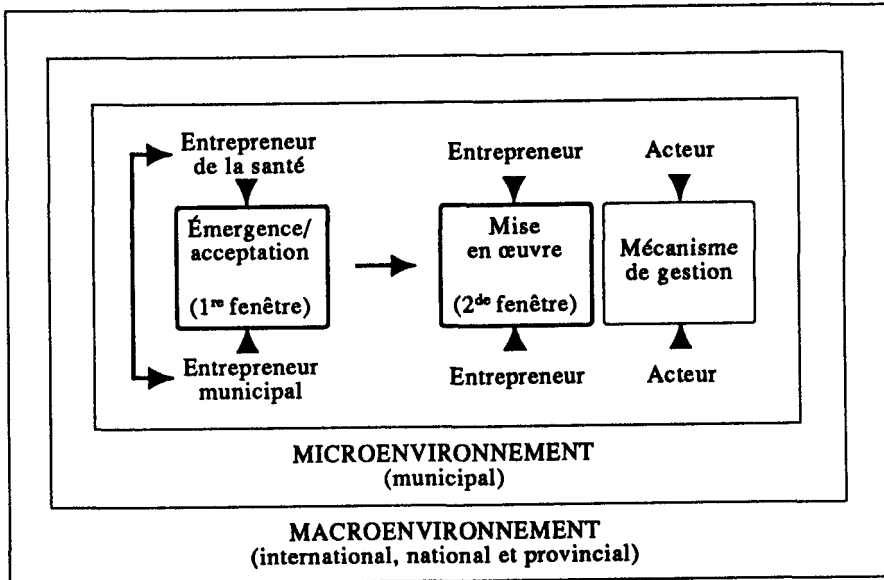 Entrepreneur
de la santé
Émergence/
acceptation
(1re fenêtre)
Entrepreneur
municipal
Entrepreneur
Mise
en œuvre
(2de fenêtre)
Entrepreneur
Acteur
Mécanisme
de gestion
Acteur
MICROENVIRONNEMENT
(municipal)
MACROENVIRONNEMENT
(international, national et provincial)